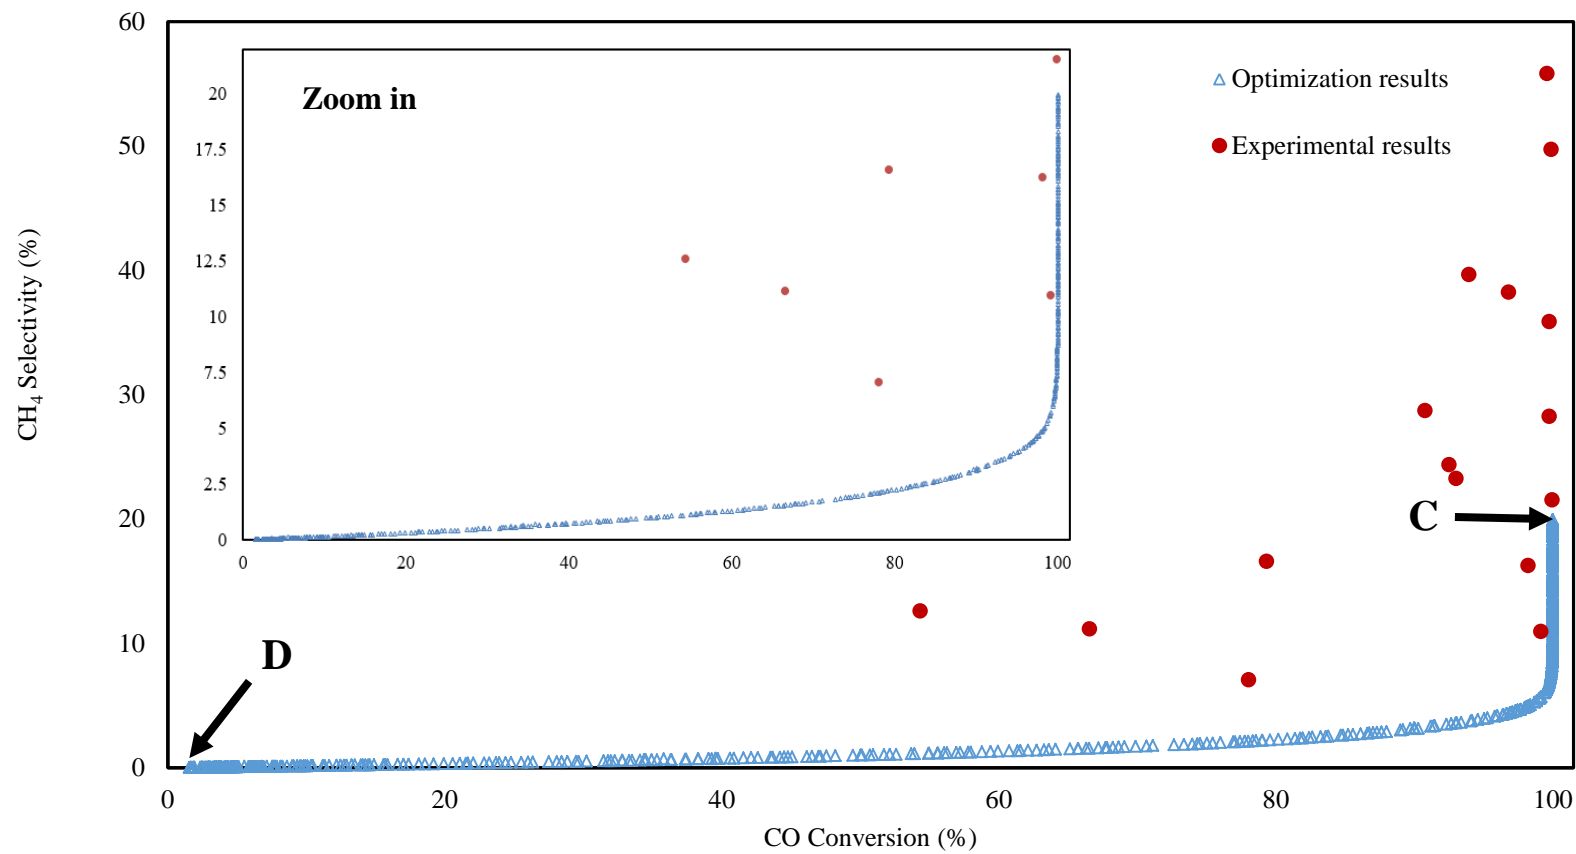 60
50
40
30
20
10
0
CH4 Selectivity (%)
Zoom in
20
17.5
15
12.5
10
7.5
5
2.5
0
0 20 40 60 80 100
Optimization results
Experimental results
C
D
0 20 40 60 80 100
CO Conversion (%)